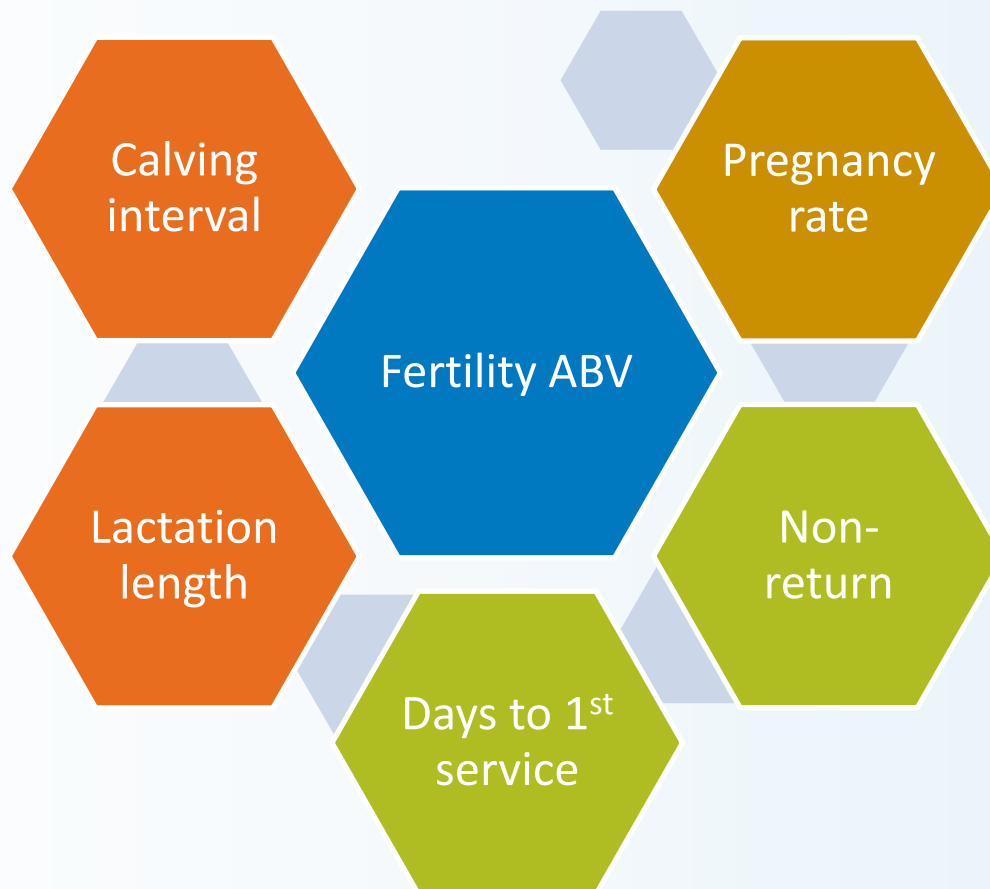 Calving
interval
Pregnancy
rate
Fertility ABV
Lactation
length
Non-
return
Days to 1st
service